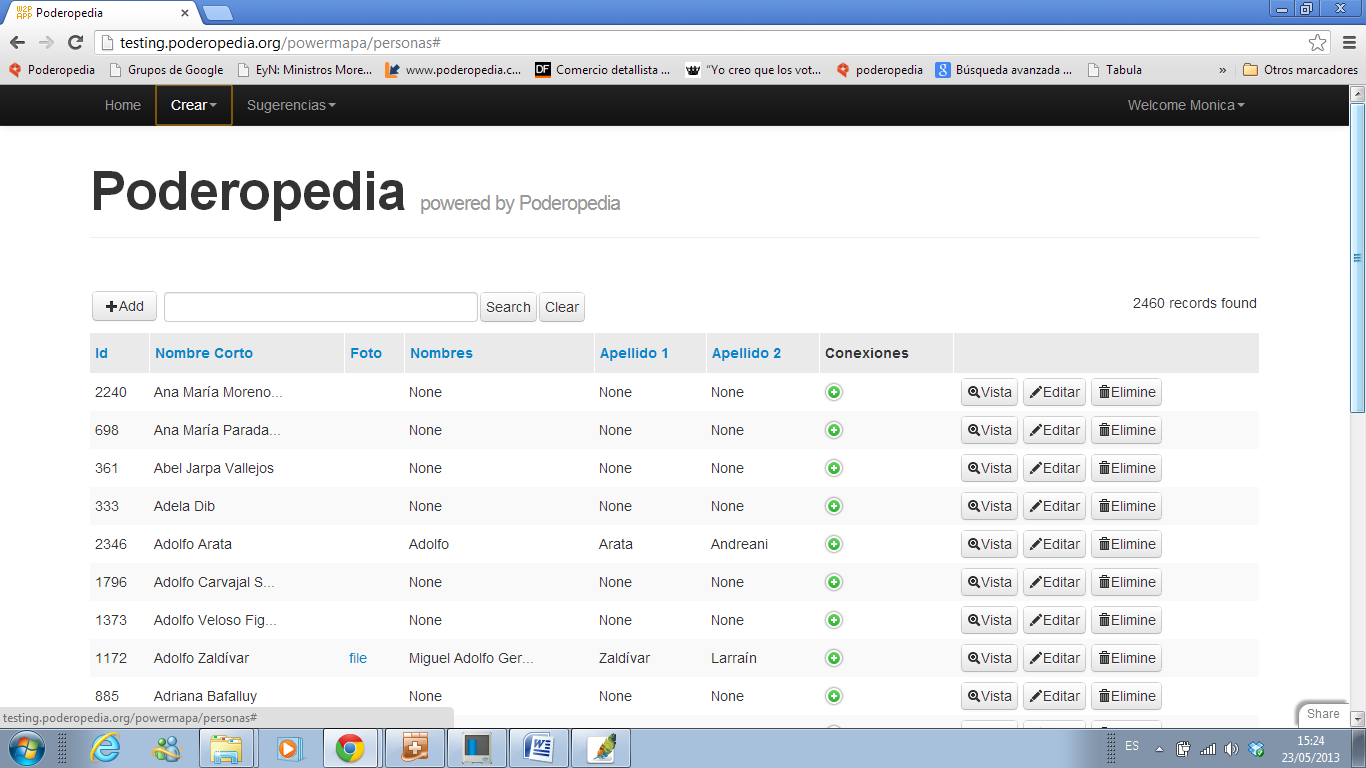 W2P APP Poderopedia
testing.poderopedia.org/powermapa/personas#
Poderopedia Grupos de Google EyN: Ministros More... www.poderopedia.c... DF Comercio detallista ... "Yo creo que los vot... poderopedia 8 Búsqueda avanzada ... Tabula » Otros marcadores
Home Crear Sugerencias Welcome Monica
Poderopedia powered by Poderopedia
Add Search Clear 2460 records found
Id Nombre Corto Foto Nombres Apellido 1 Apellido 2 Conexiones
2240 Ana María Moreno... None None None Vista Editar Elimine
698 Ana María Parada... None None None Vista Editar Elimine
361 Abel Jarpa Vallejos None None None Vista Editar Elimine
333 Adela Dib None None None Vista Editar Elimine
2346 Adolfo Arata Adolfo Arata Andreani Vista Editar Elimine
1796 Adolfo Carvajal S... None None None Vista Editar Elimine
1373 Adolfo Veloso Fig... None None None Vista Editar Elimine
1172 Adolfo Zaldívar file Miguel Adolfo Ger... Zaldívar Larraín Vista Editar Elimine
885 Adriana Bafalluy None None None Vista Editar Elimine
testing.poderopedia.org/powermapa/personas# Share
ES 15:24
23/05/2013